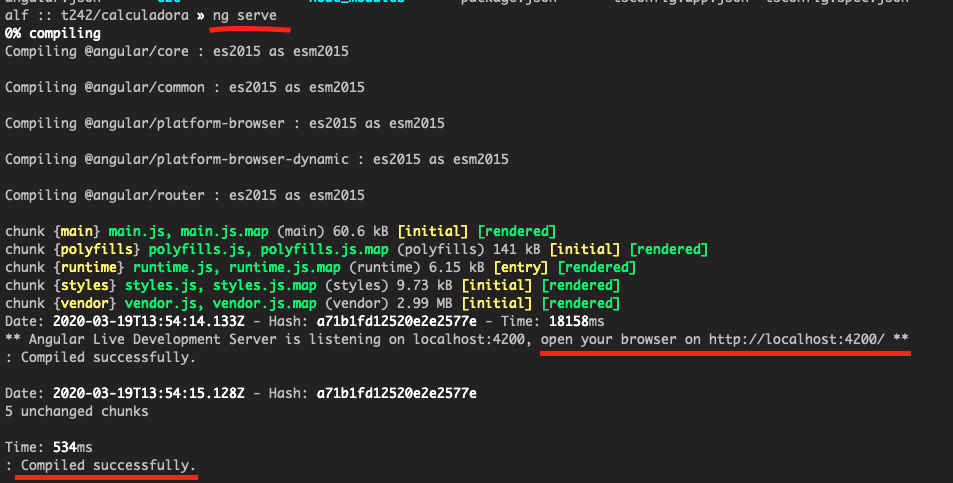 alf :: t242/calculadora » ng serve
0% compiling
Compiling @angular/core : es2015 as esm2015
Compiling @angular/common : es2015 as esm2015
Compiling @angular/platform-browser : es2015 as esm2015
Compiling @angular/platform-browser-dynamic : es2015 as esm2015
Compiling @angular/router : es2015 as esm2015
chunk {main} main.js, main.js.map (main) 60.6 kB [initial] [rendered]
chunk {polyfills} polyfills.js, polyfills.js.map (polyfills) 141 kB [initial] [rendered]
chunk {runtime} runtime.js, runtime.js.map (runtime) 6.15 kB [entry] [rendered]
chunk {styles} styles.js, styles.js.map (styles) 9.73 kB [initial] [rendered]
chunk {vendor} vendor.js, vendor.js.map (vendor) 2.99 MB [initial] [rendered]
Date: 2020-03-19T13:54:14.133Z - Hash: a71b1fd12520e2e2577e - Time: 18158ms
** Angular Live Development Server is listening on localhost:4200, open your browser on http://localhost:4200/ **
: Compiled successfully.
Date: 2020-03-19T13:54:15.128Z - Hash: a71b1fd12520e2e2577e
5 unchanged chunks
Time: 534ms
: Compiled successfully.